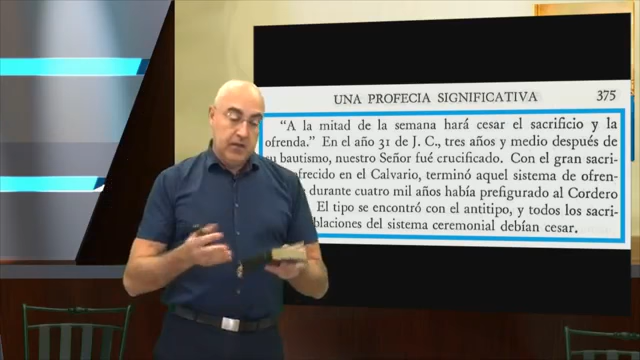 UNA PROFECIA SIGNIFICATIVA 375
"A la mitad de la semana hará cesar el sacrificio y la
ofrenda." En el año 31 de J. C., tres años y medio después de
su bautismo, nuestro Señor fué crucificado. Con el gran sacri-
ofrecido en el Calvario, terminó aquel sistema de ofren-
durante cuatro mil años había prefigurado al Cordero
El tipo se encontró con el antitipo, y todos los sacri-
blaciones del sistema ceremonial debían cesar.